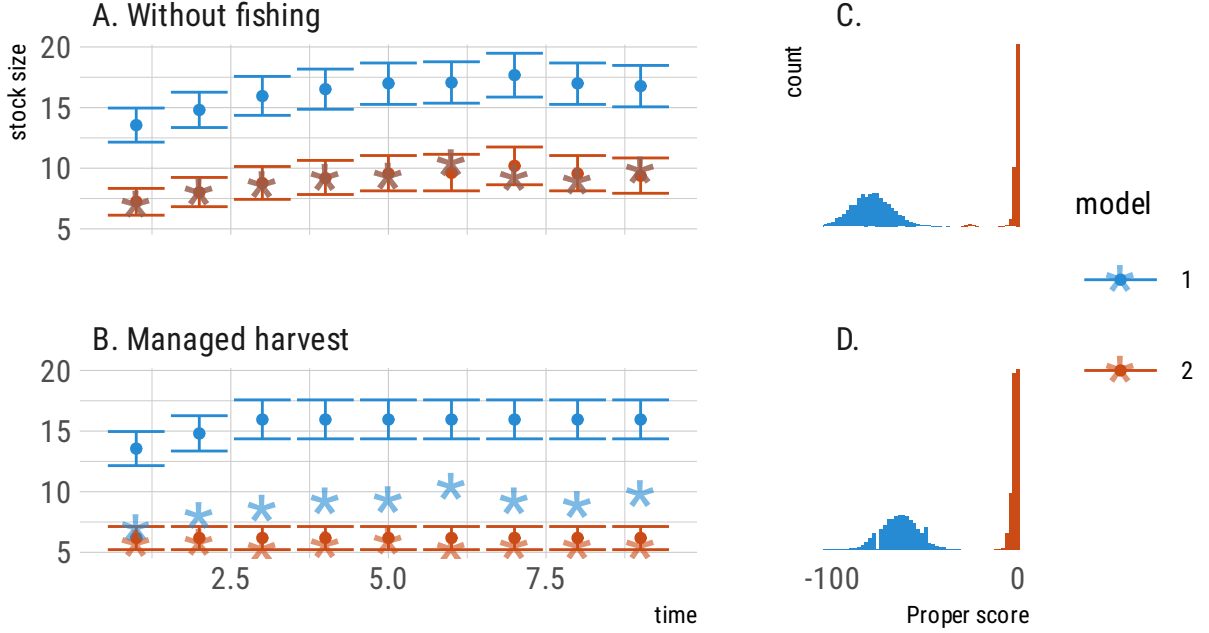 A. Without fishing
stock size
20
15
10
5
B. Managed harvest
20
15
10
5
2.5 5.0 7.5
time
C.
count
D.
-100 0
Proper score
model
1
2